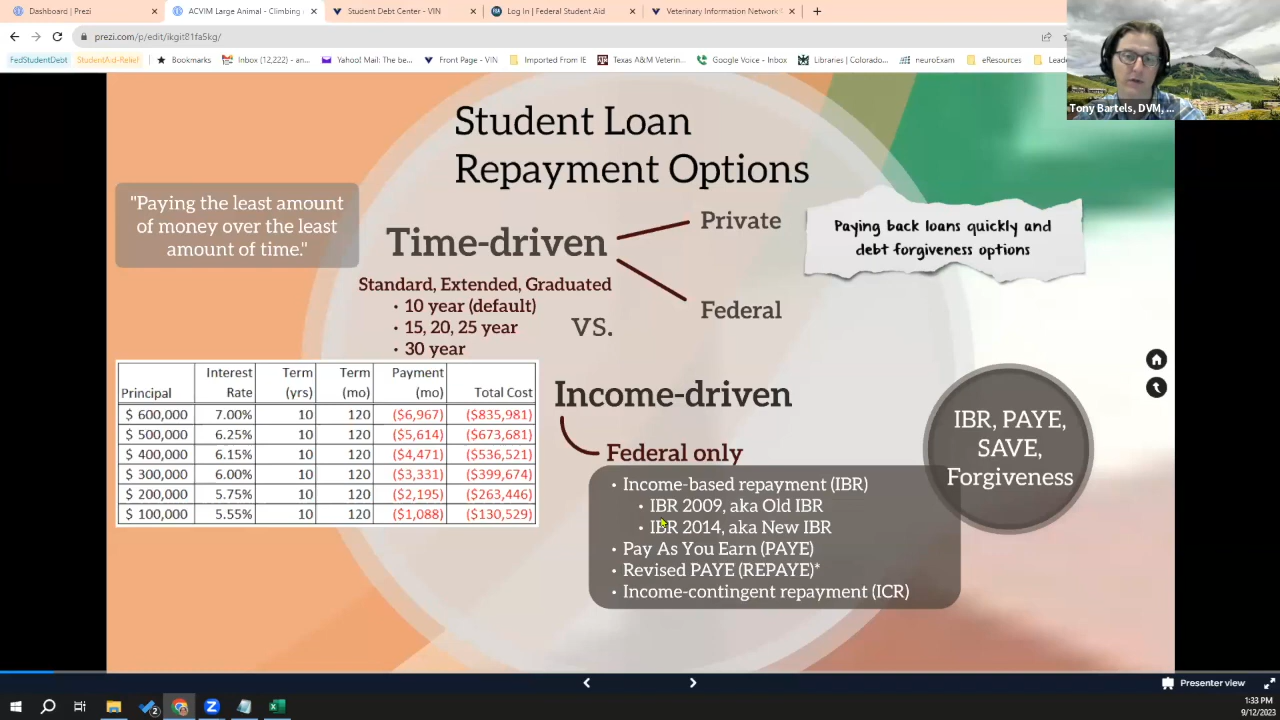 Dashboard | Prezi
ACVIM Large Animal - Climbing
Student Debt Center - VIN
Log In | Federal Student Aid
Veterinary Information Network
prezi.com/p/edit/ikgit81fa5kg/
FedStudentDebt
StudentAid-Relief
Bookmarks
Inbox (12,222) - an...
Yahoo! Mail: The be...
Front Page - VIN
Imported From IE
Texas A&M Veterin...
Google Voice - Inbox
Libraries | Colorado...
neuroExam
eResources
Tony Bartels, DVM, ...
Student Loan
Repayment Options
"Paying the least amount
of money over the least
amount of time."
Time-driven
Private
Federal
Paying back loans quickly and
debt forgiveness options
Standard, Extended, Graduated
• 10 year (default)
• 15, 20, 25 year
• 30 year
vs.
Principal Interest Rate Term (yrs) Term (mo) Payment (mo) Total Cost
$ 600,000 7.00% 10 120 ($6,967) ($835,981)
$ 500,000 6.25% 10 120 ($5,614) ($673,681)
$ 400,000 6.15% 10 120 ($4,471) ($536,521)
$ 300,000 6.00% 10 120 ($3,331) ($399,674)
$ 200,000 5.75% 10 120 ($2,195) ($263,446)
$ 100,000 5.55% 10 120 ($1,088) ($130,529)
Income-driven
Federal only
• Income-based repayment (IBR)
• IBR 2009, aka Old IBR
• IBR 2014, aka New IBR
• Pay As You Earn (PAYE)
• Revised PAYE (REPAYE)*
• Income-contingent repayment (ICR)
IBR, PAYE,
SAVE,
Forgiveness
Presenter view
1:33 PM
9/12/2023